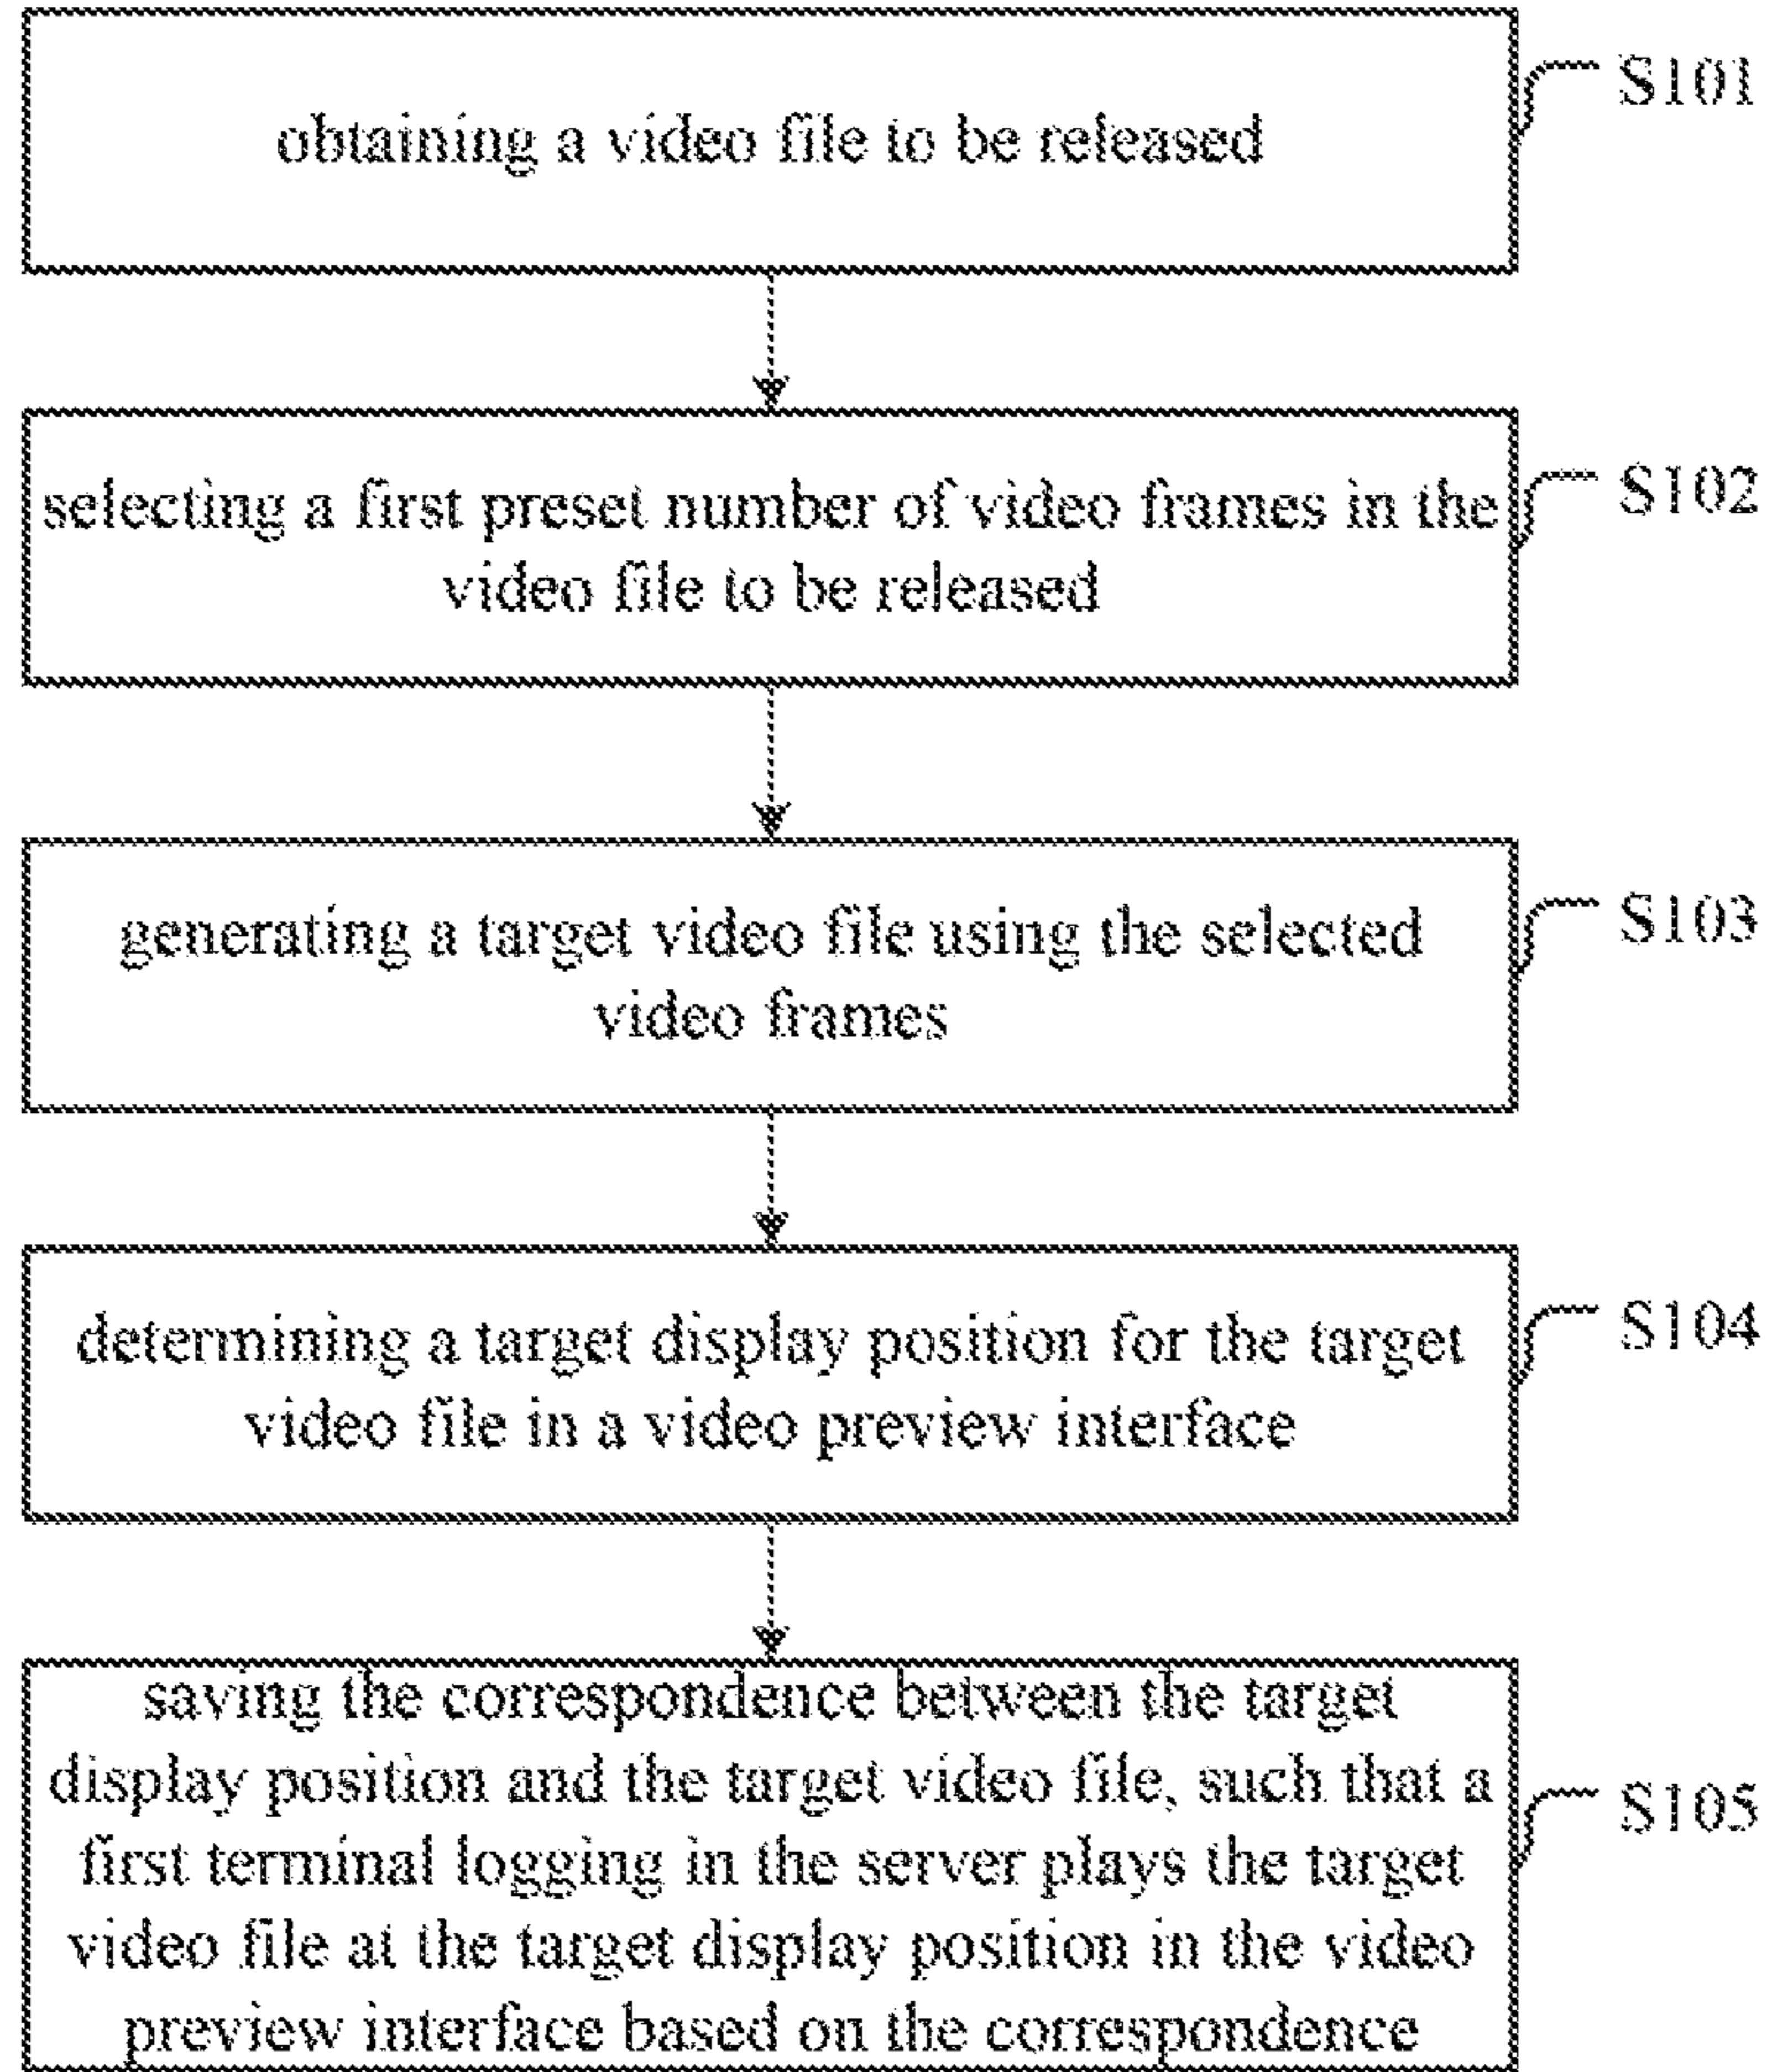 obtaining a video file to be released
S101
selecting a first preset number of video frames in the
video file to be released
S102
generating a target video file using the selected
video frames
S103
determining a target display position for the target
video file in a video preview interface
S104
saving the correspondence between the target
display position and the target video file, such that a
first terminal logging in the server plays the target
video file at the target display position in the video
preview interface based on the correspondence
S105